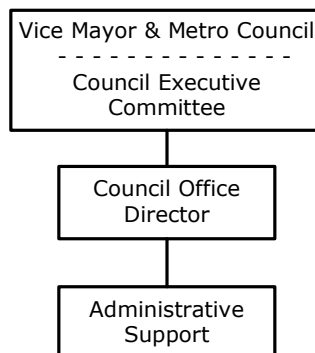 Vice Mayor & Metro Council
Council Executive
Committee
Council Office
Director
Administrative
Support